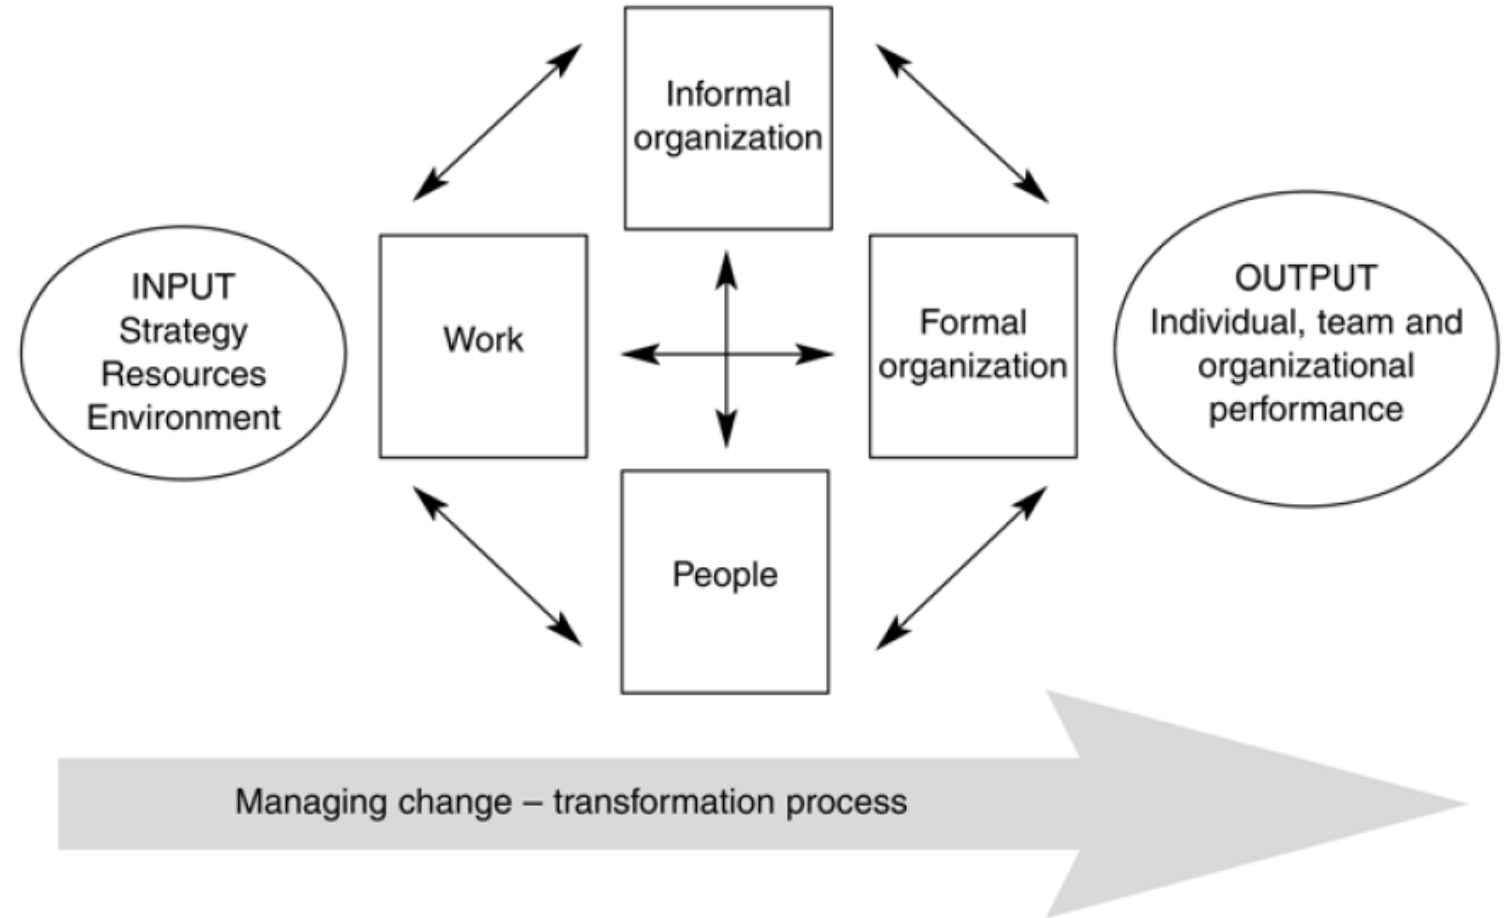 Informal
organization
INPUT
Strategy
Resources
Environment
Work
Formal
organization
OUTPUT
Individual, team and
organizational
performance
People
Managing change – transformation process